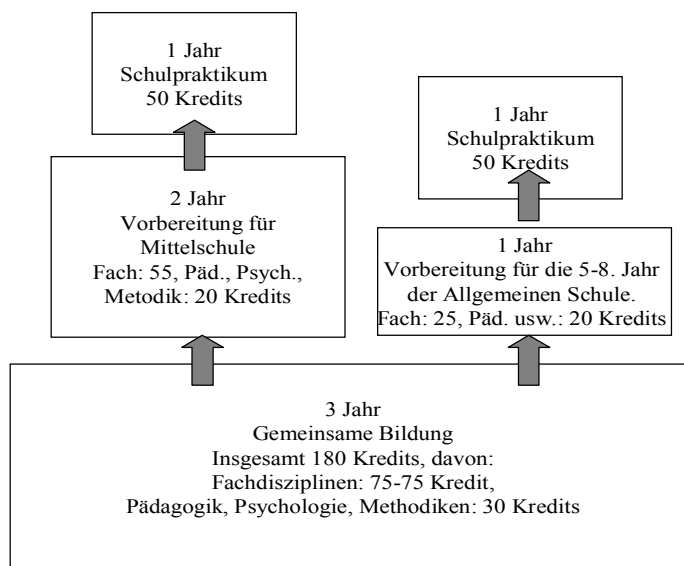 1 Jahr
Schulpraktikum
50 Kredits
1 Jahr
Schulpraktikum
50 Kredits
2 Jahr
Vorbereitung für
Mittelschule
Fach: 55, Päd., Psych.,
Metodik: 20 Kredits
1 Jahr
Vorbereitung für die 5-8. Jahr
der Allgemeinen Schule.
Fach: 25, Päd. usw.: 20 Kredits
3 Jahr
Gemeinsame Bildung
Insgesamt 180 Kredits, davon:
Fachdisziplinen: 75-75 Kredit,
Pädagogik, Psychologie, Methodiken: 30 Kredits